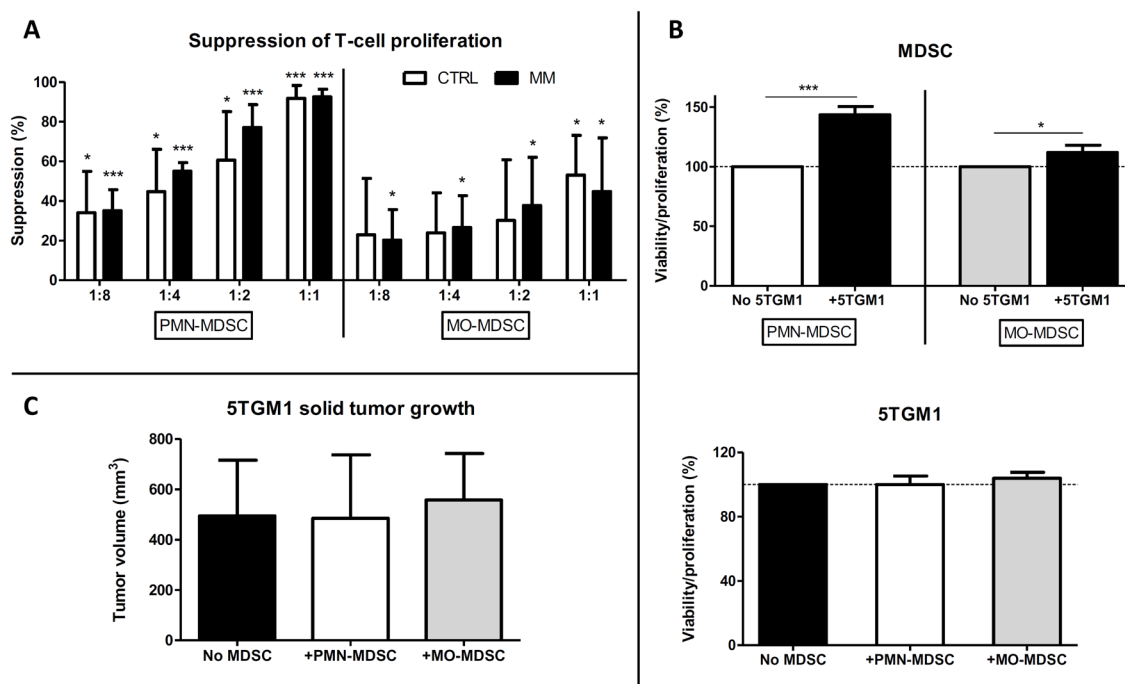 A
Suppression of T-cell proliferation
CTRL MM
Suppression (%)
100
80
60
40
20
0
* *** * *** * *** *** ***
* * * * *
1:8 1:4 1:2 1:1 1:8 1:4 1:2 1:1
PMN-MDSC MO-MDSC
B
MDSC
Viability/proliferation (%)
150
100
50
0
*** *
No 5TGM1 +5TGM1 No 5TGM1 +5TGM1
PMN-MDSC MO-MDSC
C
5TGM1 solid tumor growth
Tumor volume (mm³)
800
600
400
200
0
No MDSC +PMN-MDSC +MO-MDSC
5TGM1
Viability/proliferation (%)
120
80
40
0
No MDSC +PMN-MDSC +MO-MDSC